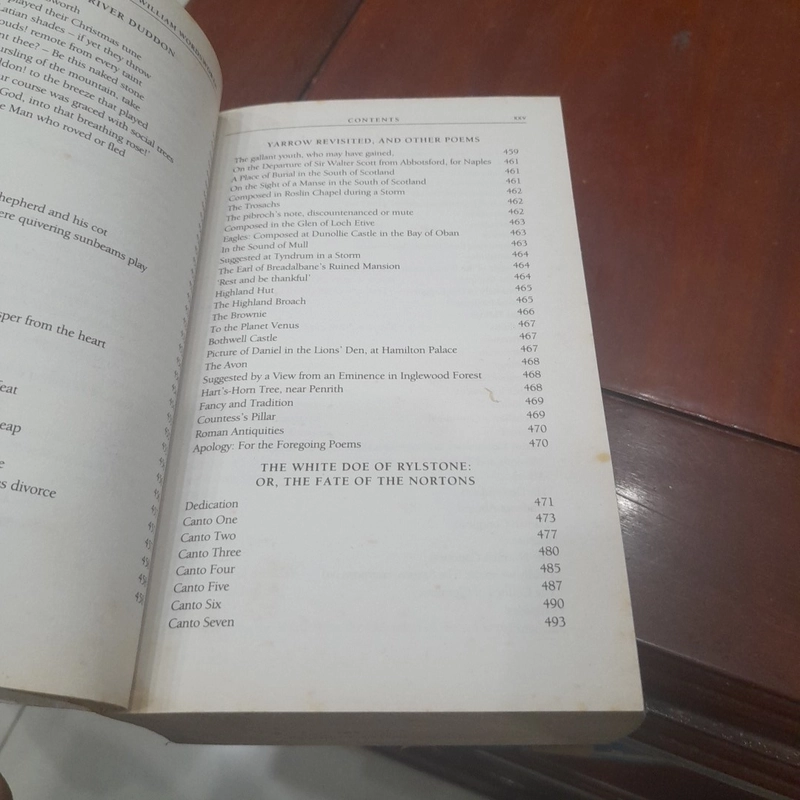 WILLIAM WORDSWORTH
RIVER DUDDON
played their Christmas tune
shades – if yet they throw
remote from every taint
thee? – Be this naked stone
of the mountain, take
to the breeze that played
course was graced with social trees
God, into that breathing rose!'
Man who roved or fled
and his cot
quivering sunbeams play
from the heart
divorce
CONTENTS xxv
YARROW REVISITED, AND OTHER POEMS
The gallant youth, who may have gained, 459
On the Departure of Sir Walter Scott from Abbotsford, for Naples 461
A Place of Burial in the South of Scotland 461
On the Sight of a Manse in the South of Scotland 461
Composed in Roslin Chapel during a Storm 462
The Trosachs 462
The pibroch's note, discountenanced or mute 462
Composed in the Glen of Loch Etive 463
Eagles: Composed at Dunollie Castle in the Bay of Oban 463
In the Sound of Mull 463
Suggested at Tyndrum in a Storm 464
The Earl of Breadalbane's Ruined Mansion 464
'Rest and be thankful' 464
Highland Hut 465
The Highland Broach 465
The Brownie 466
To the Planet Venus 467
Bothwell Castle 467
Picture of Daniel in the Lions' Den, at Hamilton Palace 467
The Avon 468
Suggested by a View from an Eminence in Inglewood Forest 468
Hart's-Horn Tree, near Penrith 468
Fancy and Tradition 469
Countess's Pillar 469
Roman Antiquities 470
Apology: For the Foregoing Poems 470
THE WHITE DOE OF RYLSTONE:
OR, THE FATE OF THE NORTONS
Dedication 471
Canto One 473
Canto Two 477
Canto Three 480
Canto Four 485
Canto Five 487
Canto Six 490
Canto Seven 493